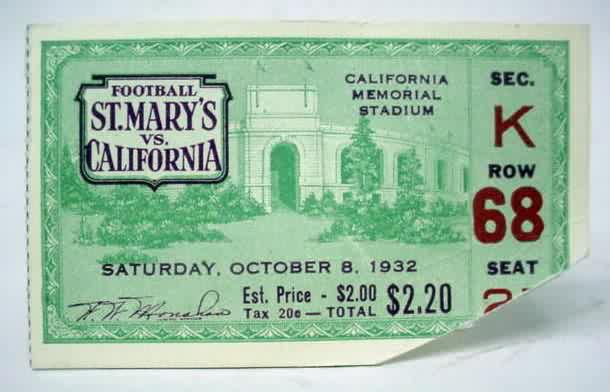 FOOTBALL
ST. MARY'S
VS.
CALIFORNIA
CALIFORNIA
MEMORIAL
STADIUM
SATURDAY, OCTOBER 8, 1932
Est. Price - $2.00
Tax 20c — TOTAL $2.20
SEC.
K
ROW
68
SEAT